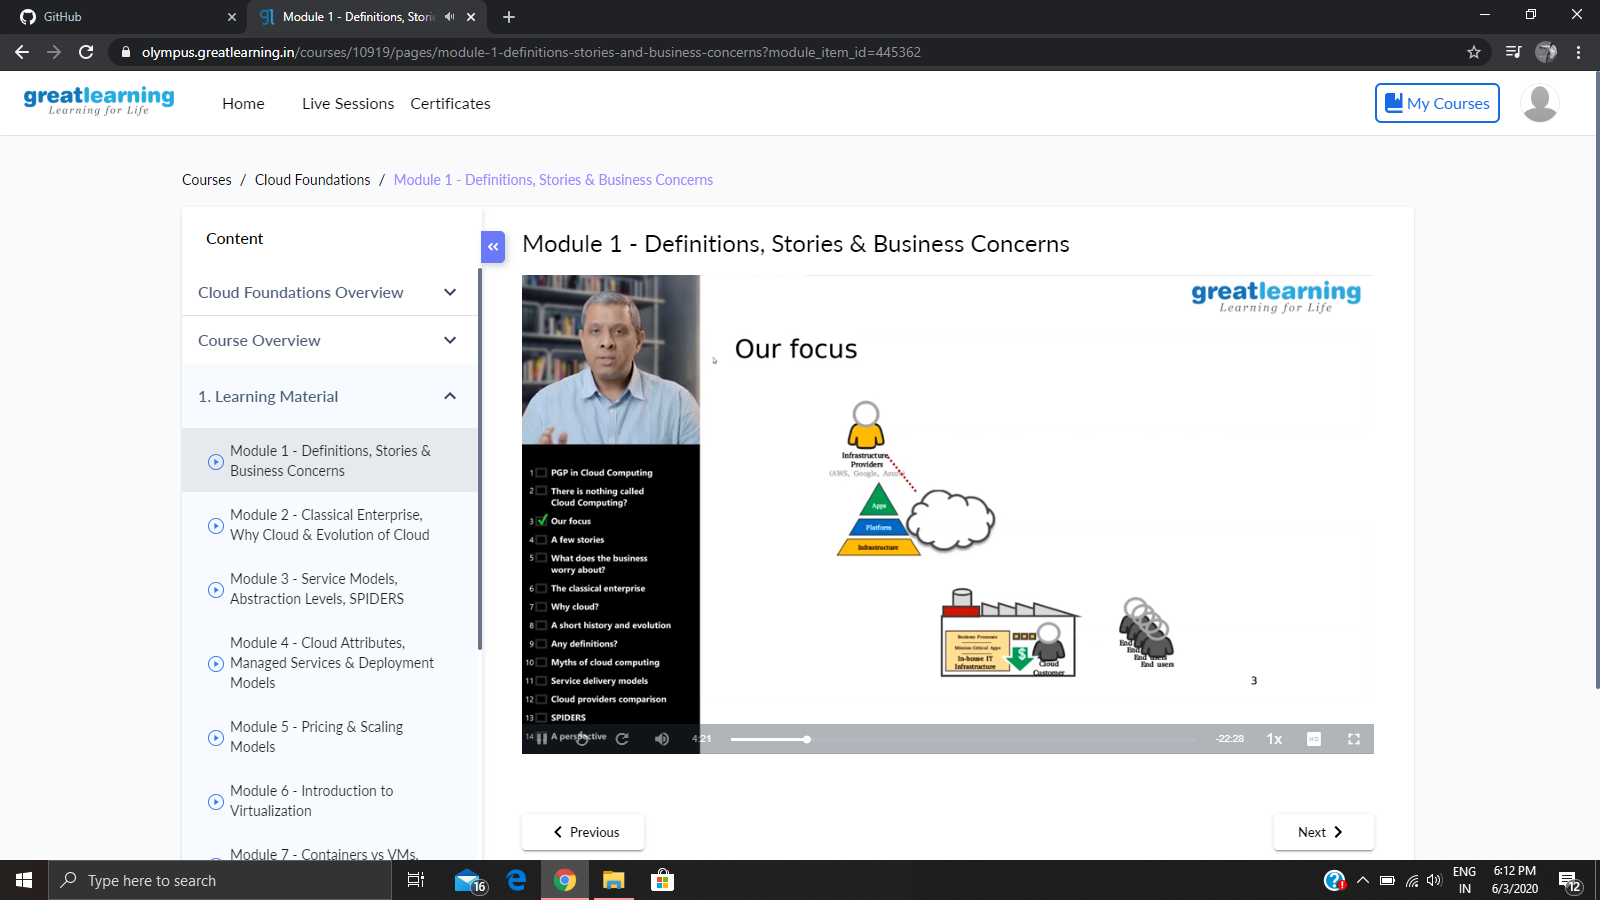 GitHub
Module 1 - Definitions, Storie
olympus.greatlearning.in/courses/10919/pages/module-1-definitions-stories-and-business-concerns?module_item_id=445362
greatlearning
Learning for Life
Home
Live Sessions
Certificates
My Courses
Courses / Cloud Foundations / Module 1 - Definitions, Stories & Business Concerns
Content
Cloud Foundations Overview
Course Overview
1. Learning Material
Module 1 - Definitions, Stories &
Business Concerns
Module 2 - Classical Enterprise,
Why Cloud & Evolution of Cloud
Module 3 - Service Models,
Abstraction Levels, SPIDERS
Module 4 - Cloud Attributes,
Managed Services & Deployment
Models
Module 5 - Pricing & Scaling
Models
Module 6 - Introduction to
Virtualization
Module 7 - Containers vs VMs,
Module 1 - Definitions, Stories & Business Concerns
greatlearning
Learning for Life
Our focus
1 PGP in Cloud Computing
2 There is nothing called
Cloud Computing?
3 Our focus
4 A few stories
5 What does the business
worry about?
6 The classical enterprise
7 Why cloud?
8 A short history and evolution
9 Any definitions?
10 Myths of cloud computing
11 Service delivery models
12 Cloud providers comparison
13 SPIDERS
14 A perspective
Infrastructure
Providers
(AWS, Google, Azure)
Apps
Platform
Infrastructure
Business Processes
Mission Critical Apps
In-house IT
Infrastructure
$
Cloud
Customer
End
End
End users
End users
3
4:21
-22:28
1x
Previous
Next
Type here to search
16
ENG
IN
6:12 PM
6/3/2020
12